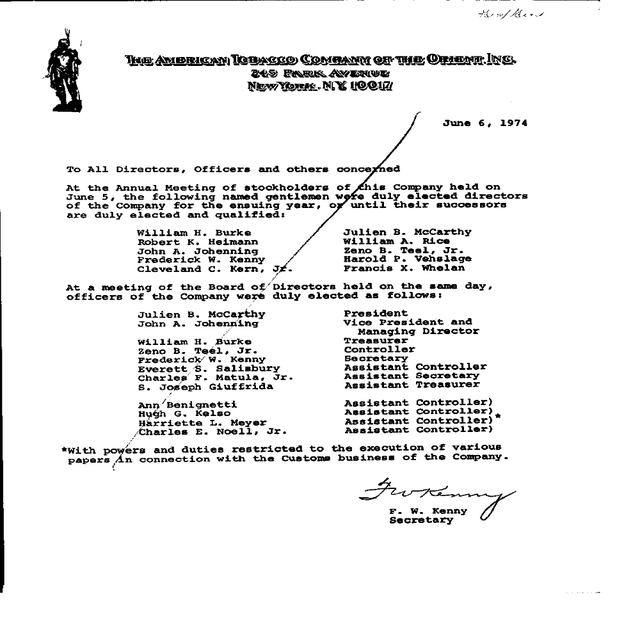 The American Tobacco Company of the Orient, Inc.
245 Park Avenue
New York, N.Y. 10017
June 6, 1974
To All Directors, Officers and others concerned
At the Annual Meeting of stockholders of this Company held on
June 5, the following named gentlemen were duly elected directors
of the Company for the ensuing year, or until their successors
are duly elected and qualified:
William H. Burke Julien B. McCarthy
Robert K. Heimann William A. Rice
John A. Johenning Zeno B. Teel, Jr.
Frederick W. Kenny Harold P. Vehslage
Cleveland C. Kern, Jr. Francis X. Whelan
At a meeting of the Board of Directors held on the same day,
officers of the Company were duly elected as follows:
Julien B. McCarthy President
John A. Johenning Vice President and
Managing Director
William H. Burke Treasurer
Zeno B. Teel, Jr. Controller
Frederick W. Kenny Secretary
Everett S. Salisbury Assistant Controller
Charles F. Matula, Jr. Assistant Secretary
S. Joseph Giuffrida Assistant Treasurer
Ann Benignetti Assistant Controller)
Hugh G. Kelso Assistant Controller)*
Harriette L. Meyer Assistant Controller)
Charles E. Noell, Jr. Assistant Controller)
*With powers and duties restricted to the execution of various
papers in connection with the Customs business of the Company.
FWKenny
F. W. Kenny
Secretary